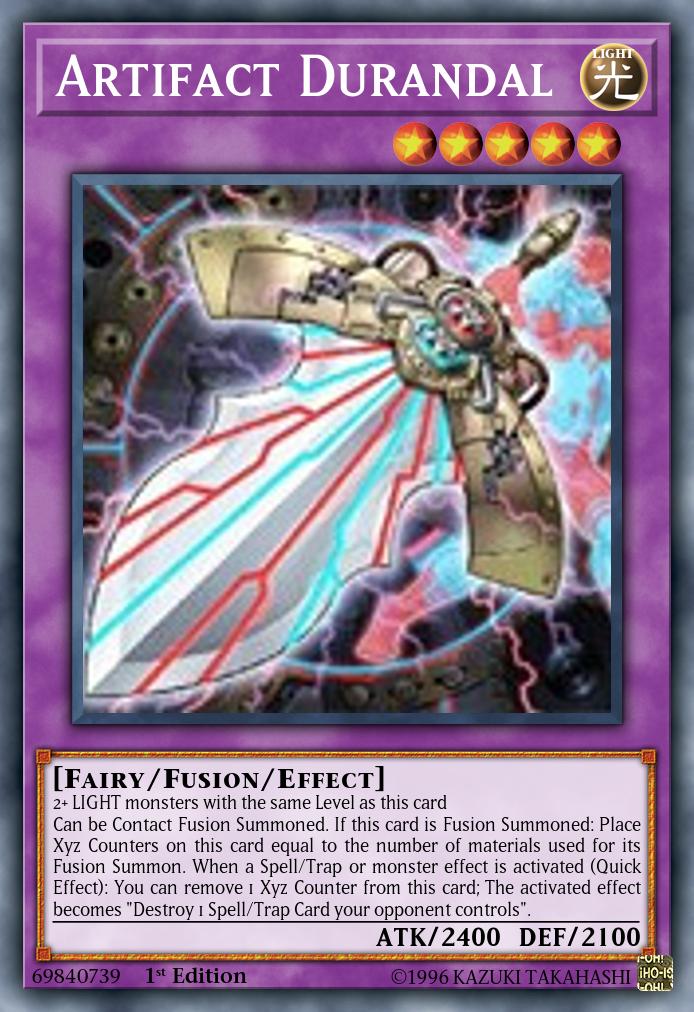 Artifact Durandal
LIGHT
光
[Fairy/Fusion/Effect]
2+ LIGHT monsters with the same Level as this card
Can be Contact Fusion Summoned. If this card is Fusion Summoned: Place
Xyz Counters on this card equal to the number of materials used for its
Fusion Summon. When a Spell/Trap or monster effect is activated (Quick
Effect): You can remove 1 Xyz Counter from this card; The activated effect
becomes "Destroy 1 Spell/Trap Card your opponent controls".
ATK/2400 DEF/2100
69840739 1st Edition ©1996 KAZUKI TAKAHASHI